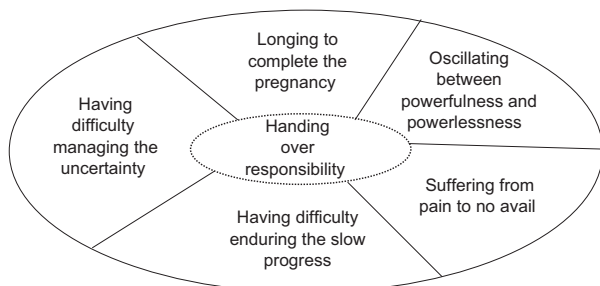 Longing to
complete the
pregnancy
Oscillating
between
powerfulness and
powerlessness
Having
difficulty
managing the
uncertainty
Handing
over
responsibility
Suffering from
pain to no avail
Having difficulty
enduring the slow
progress